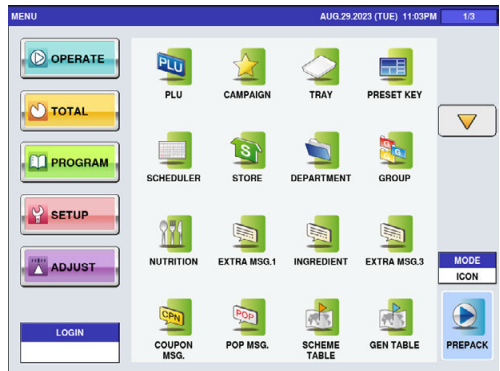 MENU AUG.29.2023 (TUE) 11:03PM 1/3
OPERATE
TOTAL
PROGRAM
SETUP
ADJUST
LOGIN
PLU
PLU CAMPAIGN TRAY PRESET KEY
S
G
G
SCHEDULER STORE DEPARTMENT GROUP
NUTRITION EXTRA MSG.1 INGREDIENT EXTRA MSG.3
CPN POP
COUPON MSG. POP MSG. SCHEME TABLE GEN TABLE
MODE
ICON
PREPACK